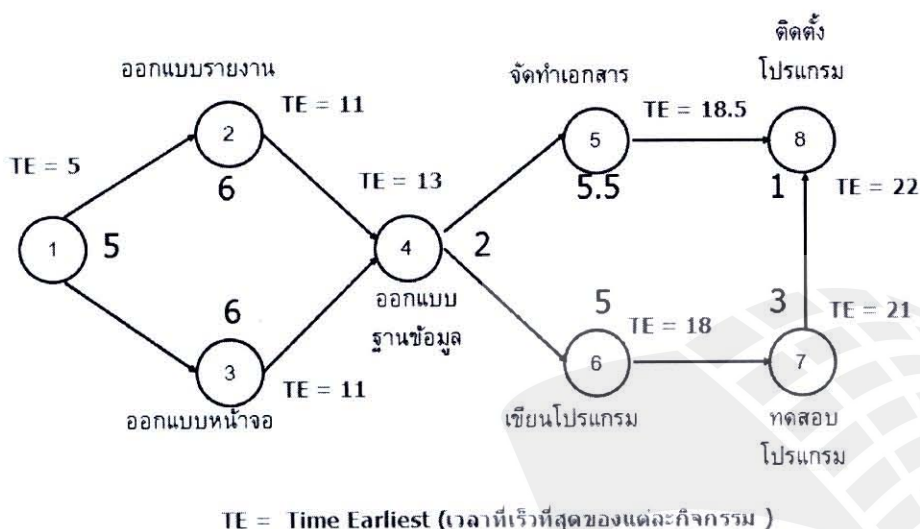 ติดตั้ง
โปรแกรม
ออกแบบรายงาน
จัดทำเอกสาร
TE = 11
TE = 18.5
2
5
8
TE = 5
6
TE = 13
5.5
1
TE = 22
1
5
4
2
ออกแบบ
ฐานข้อมูล
6
5
3
TE = 18
TE = 21
3
TE = 11
6
7
ออกแบบหน้าจอ
เขียนโปรแกรม
ทดสอบ
โปรแกรม
TE = Time Earliest (เวลาที่เร็วที่สุดของแต่ละกิจกรรม )